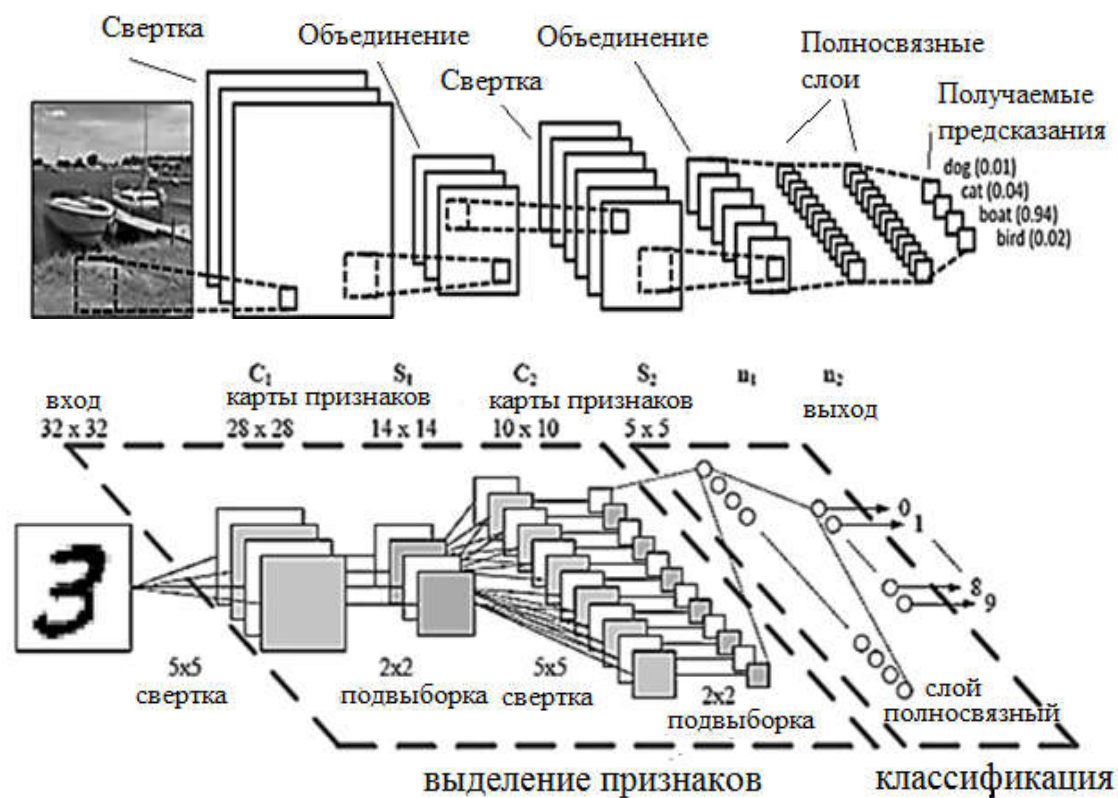 Свертка
Объединение
Свертка
Объединение
Полносвязные
слои
Получаемые
предсказания
dog (0.01)
cat (0.04)
boat (0.94)
bird (0.02)
C₁ S₁ C₂ S₂ n₁ n₂
вход карты признаков карты признаков выход
32 x 32 28 x 28 14 x 14 10 x 10 5 x 5
3
0
1
8
9
5x5 2x2 5x5 2x2
свертка подвыборка свертка подвыборка
слой
полносвязный
выделение признаков классификация